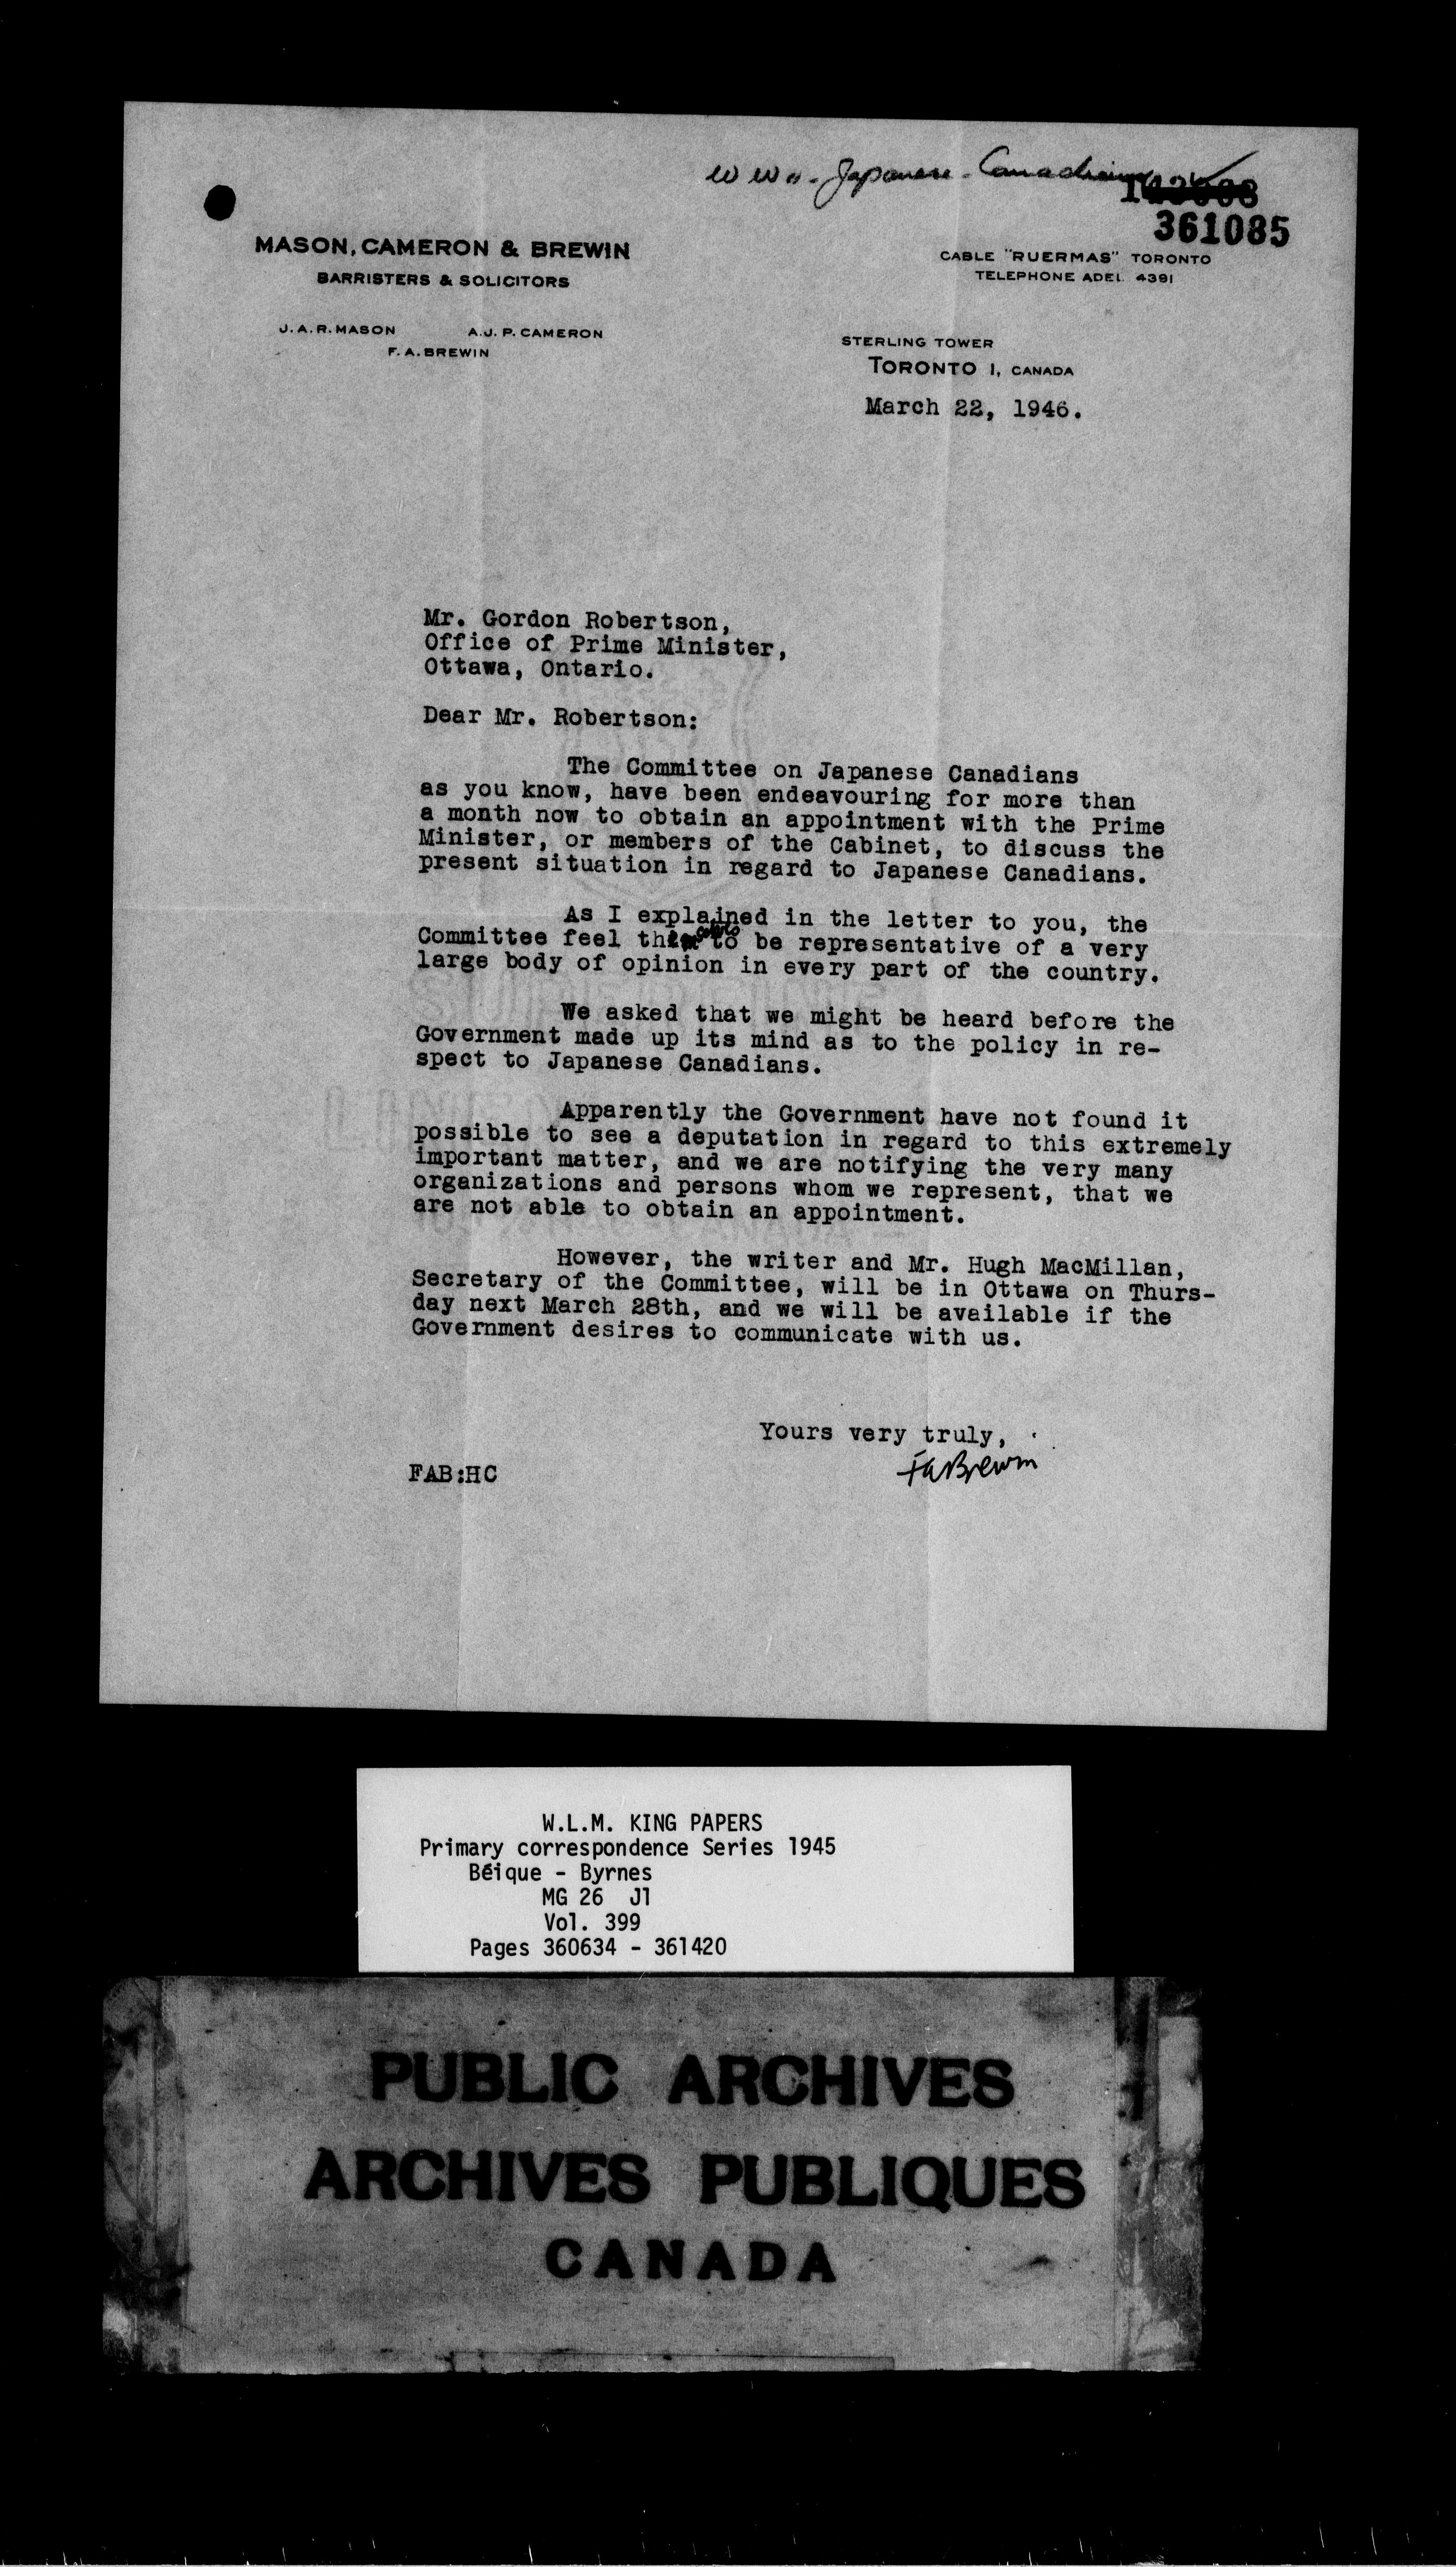 WWII - Japanese - Canadians
361085
MASON, CAMERON & BREWIN
BARRISTERS & SOLICITORS
J. A. R. MASON A. J. P. CAMERON
F. A. BREWIN
CABLE "RUERMAS" TORONTO
TELEPHONE ADEL. 4391
STERLING TOWER
TORONTO 1, CANADA
March 22, 1946.
Mr. Gordon Robertson,
Office of Prime Minister,
Ottawa, Ontario.
Dear Mr. Robertson:
The Committee on Japanese Canadians
as you know, have been endeavouring for more than
a month now to obtain an appointment with the Prime
Minister, or members of the Cabinet, to discuss the
present situation in regard to Japanese Canadians.
As I explained in the letter to you, the
Committee feel to be representative of a very
large body of opinion in every part of the country.
We asked that we might be heard before the
Government made up its mind as to the policy in re-
spect to Japanese Canadians.
Apparently the Government have not found it
possible to see a deputation in regard to this extremely
important matter, and we are notifying the very many
organizations and persons whom we represent, that we
are not able to obtain an appointment.
However, the writer and Mr. Hugh MacMillan,
Secretary of the Committee, will be in Ottawa on Thurs-
day next March 28th, and we will be available if the
Government desires to communicate with us.
Yours very truly,
FABrewin
FAB:HC
W.L.M. KING PAPERS
Primary correspondence Series 1945
Béique - Byrnes
MG 26 J1
Vol. 399
Pages 360634 - 361420
PUBLIC ARCHIVES
ARCHIVES PUBLIQUES
CANADA